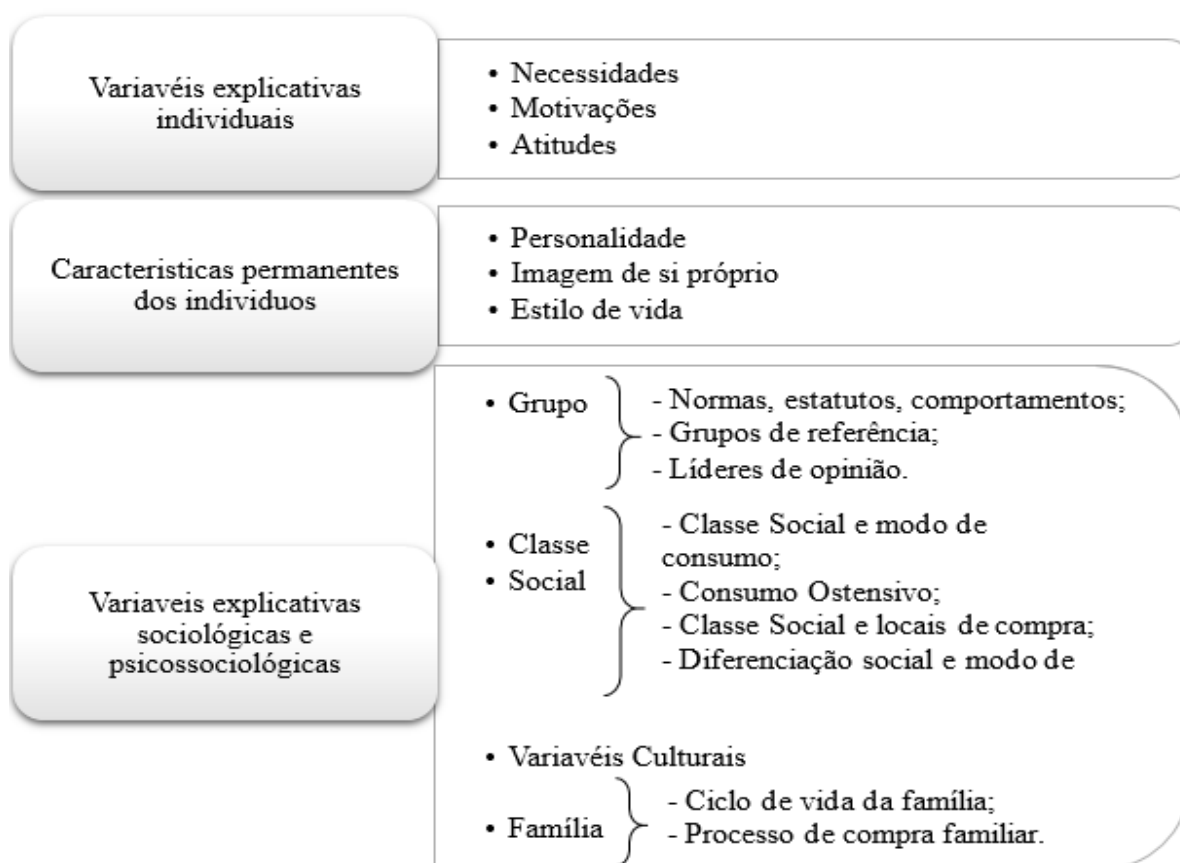 Variavéis explicativas
individuais
• Necessidades
• Motivações
• Atitudes
Caracteristicas permanentes
dos individuos
• Personalidade
• Imagem de si próprio
• Estilo de vida
Variaveis explicativas
sociológicas e
psicossociológicas
• Grupo
- Normas, estatutos, comportamentos;
- Grupos de referência;
- Líderes de opinião.
• Classe
• Social
- Classe Social e modo de
consumo;
- Consumo Ostensivo;
- Classe Social e locais de compra;
- Diferenciação social e modo de
• Variavéis Culturais
• Família
- Ciclo de vida da família;
- Processo de compra familiar.